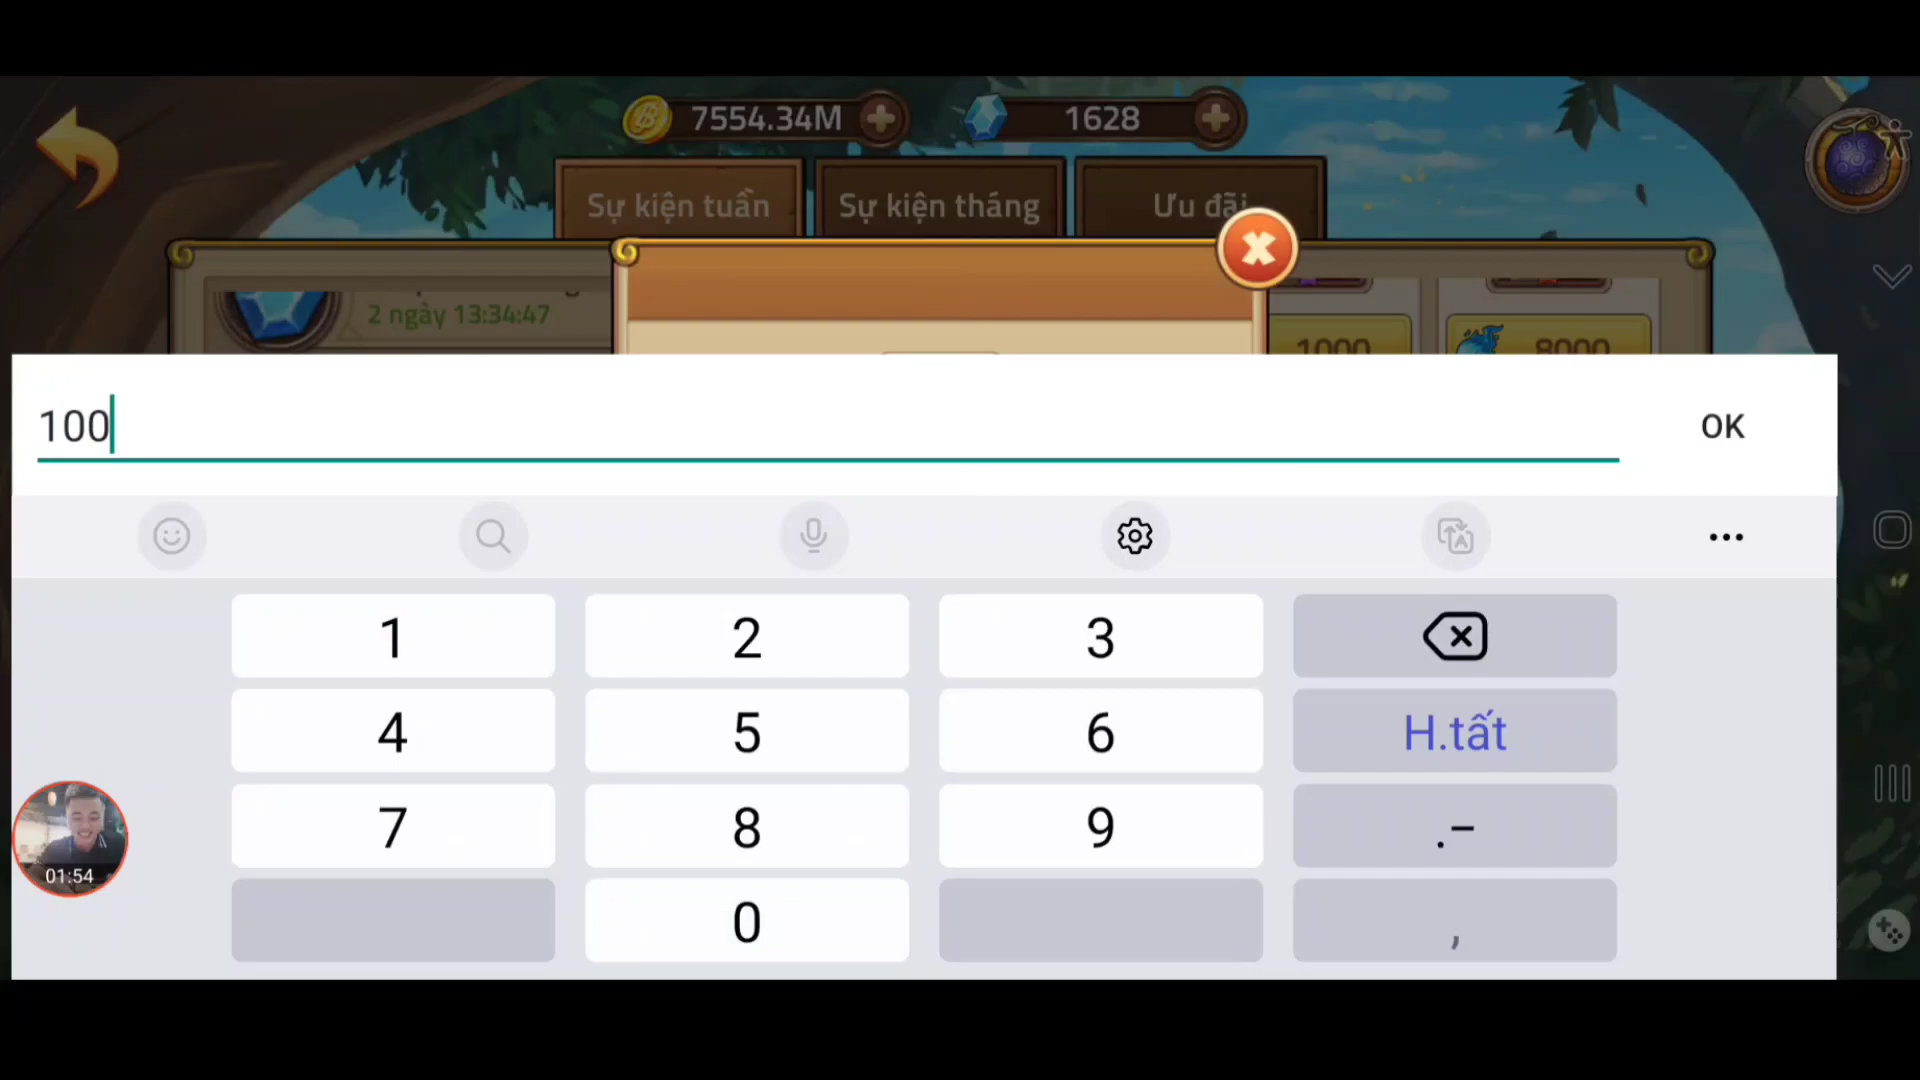 7554.34M
1628
Sự kiện tuần
Sự kiện tháng
Ưu đãi
2 ngày 13:34:47
1000
8000
100
OK
1
2
3
4
5
6
H.tất
7
8
9
.-
0
,
01:54